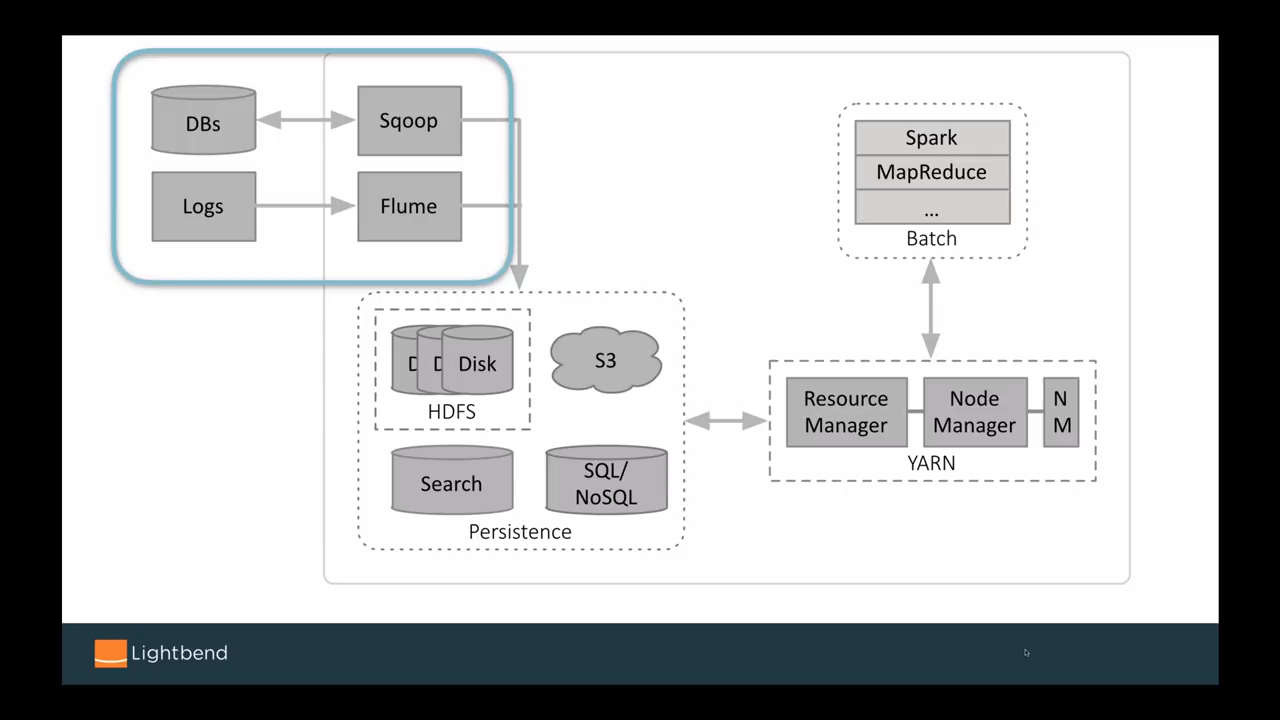 DBs
Sqoop
Logs
Flume
Spark
MapReduce
...
Batch
D
D
Disk
HDFS
S3
Search
SQL/
NoSQL
Persistence
Resource
Manager
Node
Manager
N
M
YARN
Lightbend